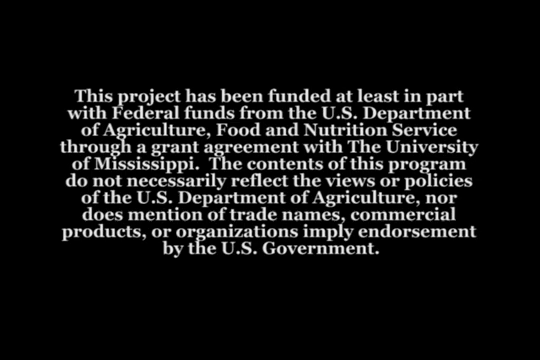 This project has been funded at least in part
with Federal funds from the U.S. Department
of Agriculture, Food and Nutrition Service
through a grant agreement with The University
of Mississippi.  The contents of this program
do not necessarily reflect the views or policies
of the U.S. Department of Agriculture, nor
does mention of trade names, commercial
products, or organizations imply endorsement
by the U.S. Government.